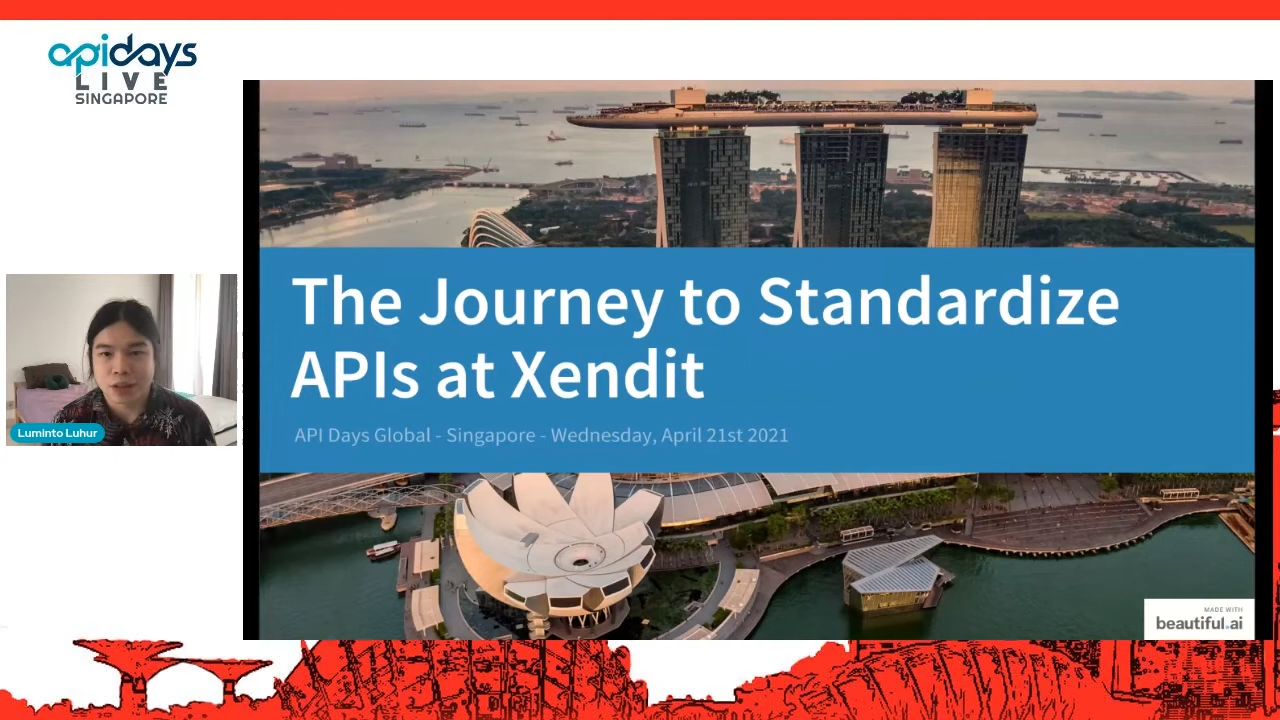 apidays
LIVE
SINGAPORE
The Journey to Standardize
APIs at Xendit
API Days Global - Singapore - Wednesday, April 21st 2021
Luminto Luhur
MADE WITH
beautiful.ai